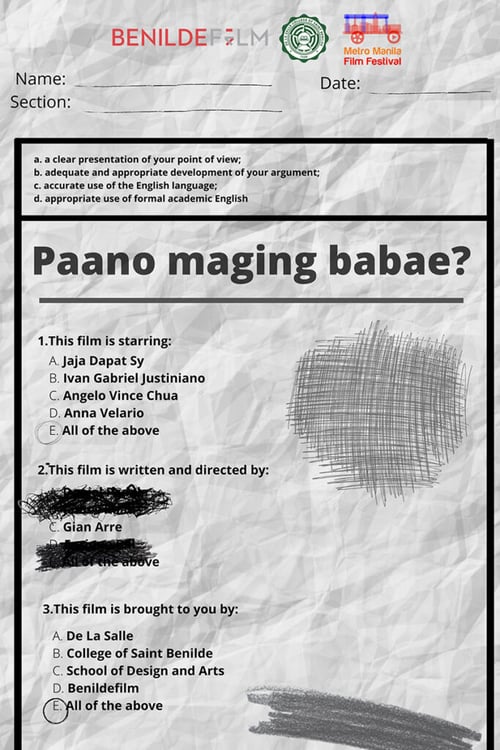 BENILDEFILM
Metro Manila
Film Festival
Name:
Date:
Section:
a. a clear presentation of your point of view;
b. adequate and appropriate development of your argument;
c. accurate use of the English language;
d. appropriate use of formal academic English
Paano maging babae?
1.This film is starring:
A. Jaja Dapat Sy
B. Ivan Gabriel Justiniano
C. Angelo Vince Chua
D. Anna Velario
E. All of the above
2.This film is written and directed by:
C. Gian Arre
All of the above
3.This film is brought to you by:
A. De La Salle
B. College of Saint Benilde
C. School of Design and Arts
D. Benildefilm
E. All of the above